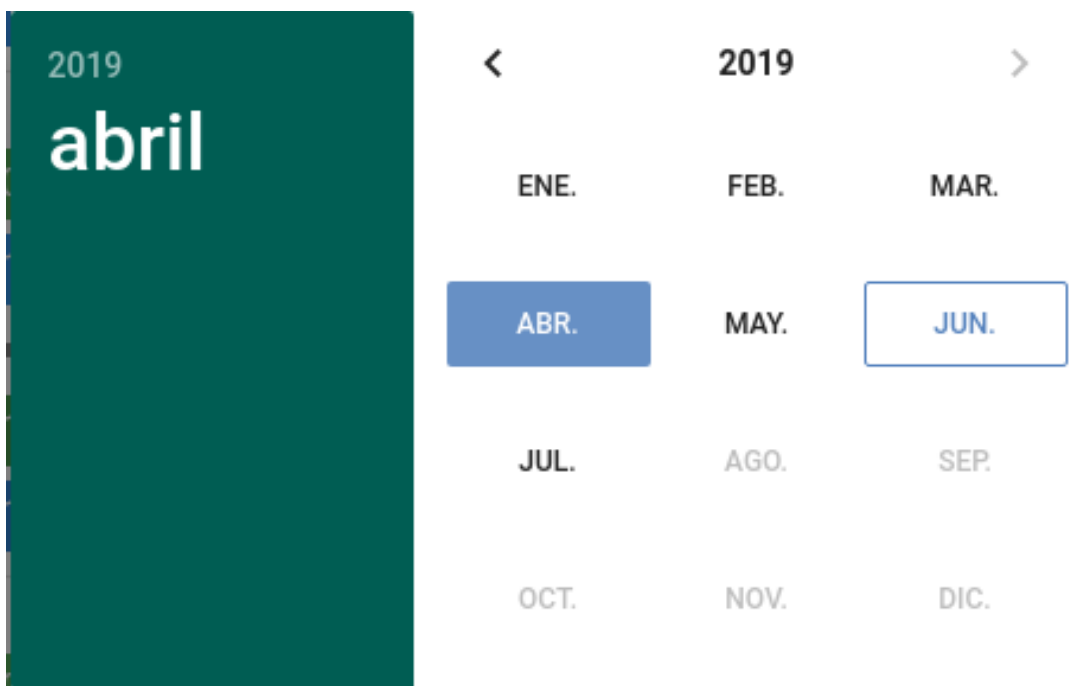 2019
abril
2019
ENE. FEB. MAR.
ABR. MAY. JUN.
JUL. AGO. SEP.
OCT. NOV. DIC.